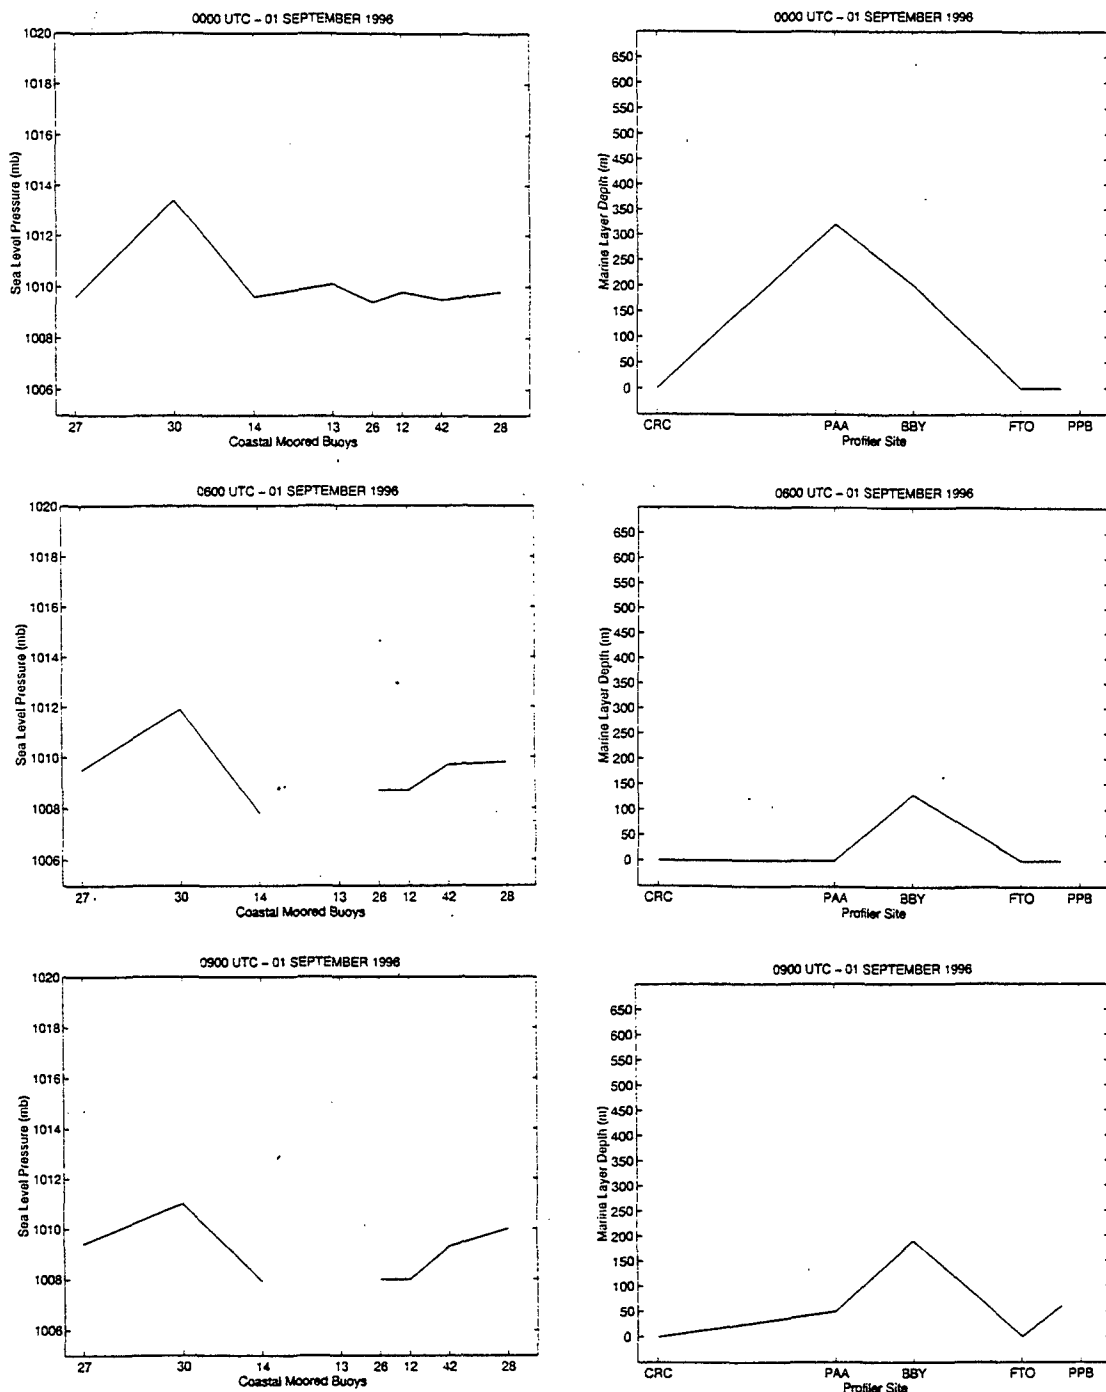 0000 UTC – 01 SEPTEMBER 1996
1020
1018
1016
1014
1012
1010
1008
1006
Sea Level Pressure (mb)
27 30 14 13 26 12 42 28
Coastal Moored Buoys
0000 UTC – 01 SEPTEMBER 1996
650
600
550
500
450
400
350
300
250
200
150
100
50
0
Marine Layer Depth (m)
CRC PAA BBY FTO PPB
Profiler Site
0600 UTC – 01 SEPTEMBER 1996
1020
1018
1016
1014
1012
1010
1008
1006
Sea Level Pressure (mb)
27 30 14 13 26 12 42 28
Coastal Moored Buoys
0600 UTC – 01 SEPTEMBER 1996
650
600
550
500
450
400
350
300
250
200
150
100
50
0
Marine Layer Depth (m)
CRC PAA BBY FTO PPB
Profiler Site
0900 UTC – 01 SEPTEMBER 1996
1020
1018
1016
1014
1012
1010
1008
1006
Sea Level Pressure (mb)
27 30 14 13 26 12 42 28
Coastal Moored Buoys
0900 UTC – 01 SEPTEMBER 1996
650
600
550
500
450
400
350
300
250
200
150
100
50
0
Marine Layer Depth (m)
CRC PAA BBY FTO PPB
Profiler Site